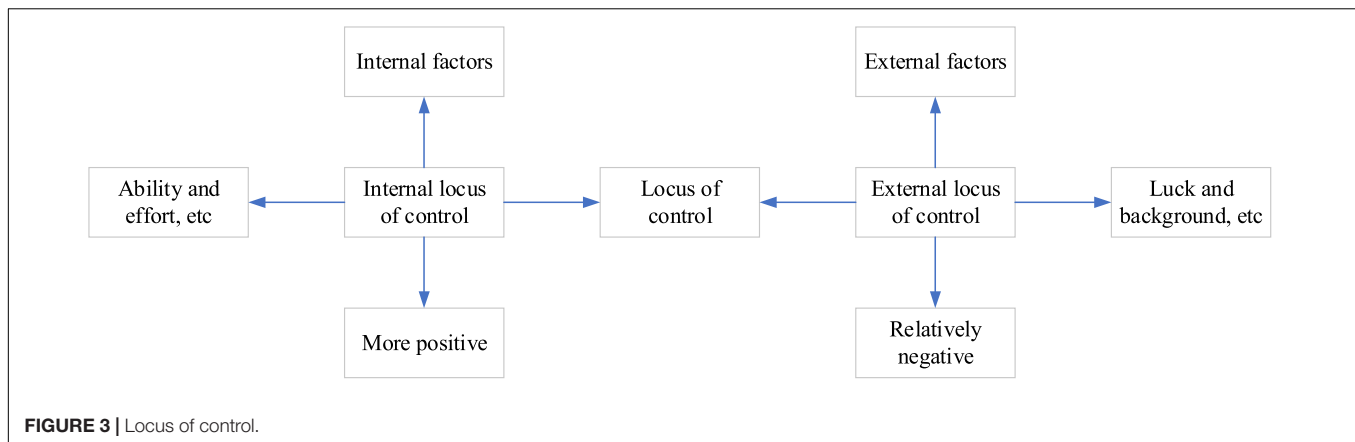 Internal factors
External factors
Ability and
effort, etc
Internal locus
of control
Locus of
control
External locus
of control
Luck and
background, etc
More positive
Relatively
negative
FIGURE 3 | Locus of control.